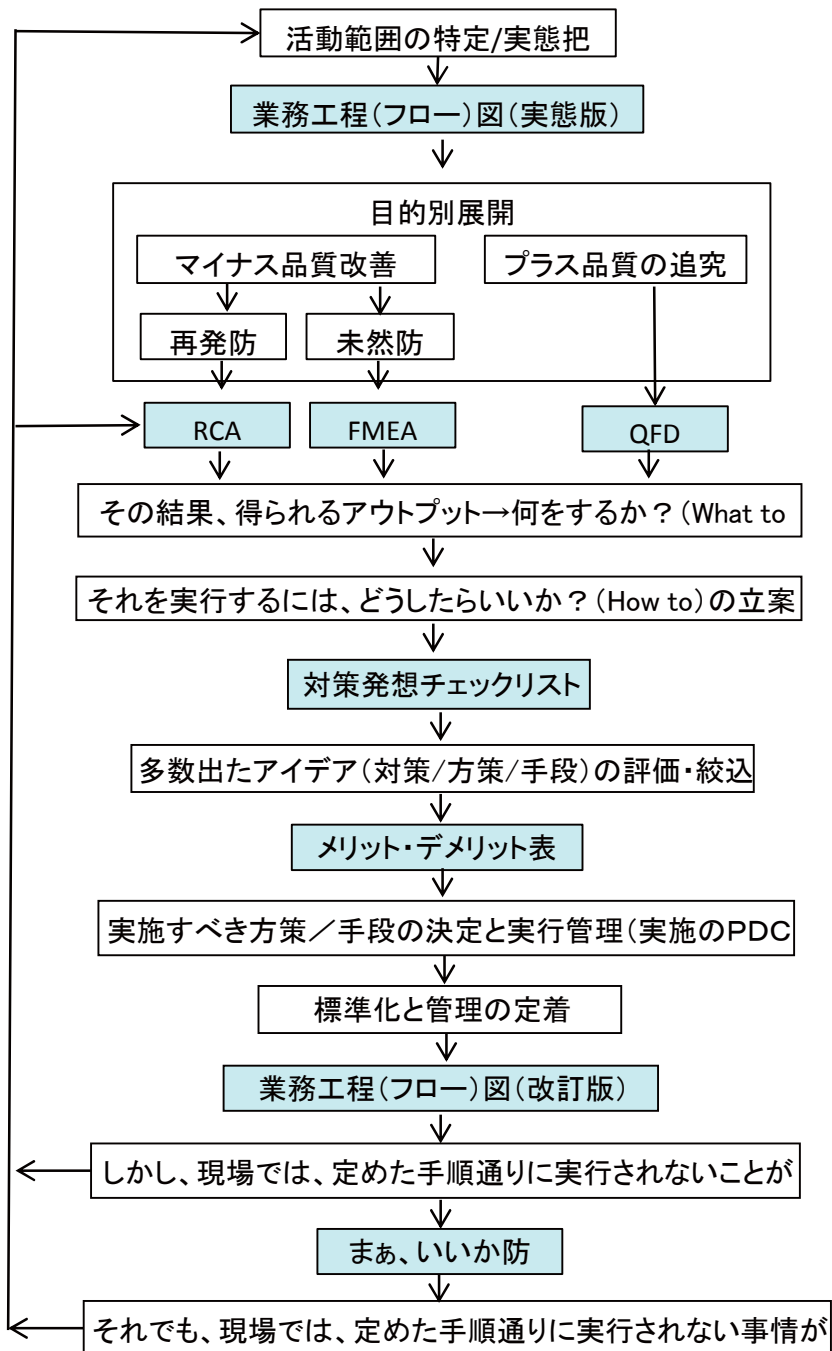 活動範囲の特定/実態把
業務工程(フロー)図(実態版)
目的別展開
マイナス品質改善
プラス品質の追究
再発防
未然防
RCA
FMEA
QFD
その結果、得られるアウトプット→何をするか？(What to
それを実行するには、どうしたらいいか？(How to)の立案
対策発想チェックリスト
多数出たアイデア(対策/方策/手段)の評価・絞込
メリット・デメリット表
実施すべき方策／手段の決定と実行管理(実施のＰＤＣ
標準化と管理の定着
業務工程(フロー)図(改訂版)
しかし、現場では、定めた手順通りに実行されないことが
まぁ、いいか防
それでも、現場では、定めた手順通りに実行されない事情が